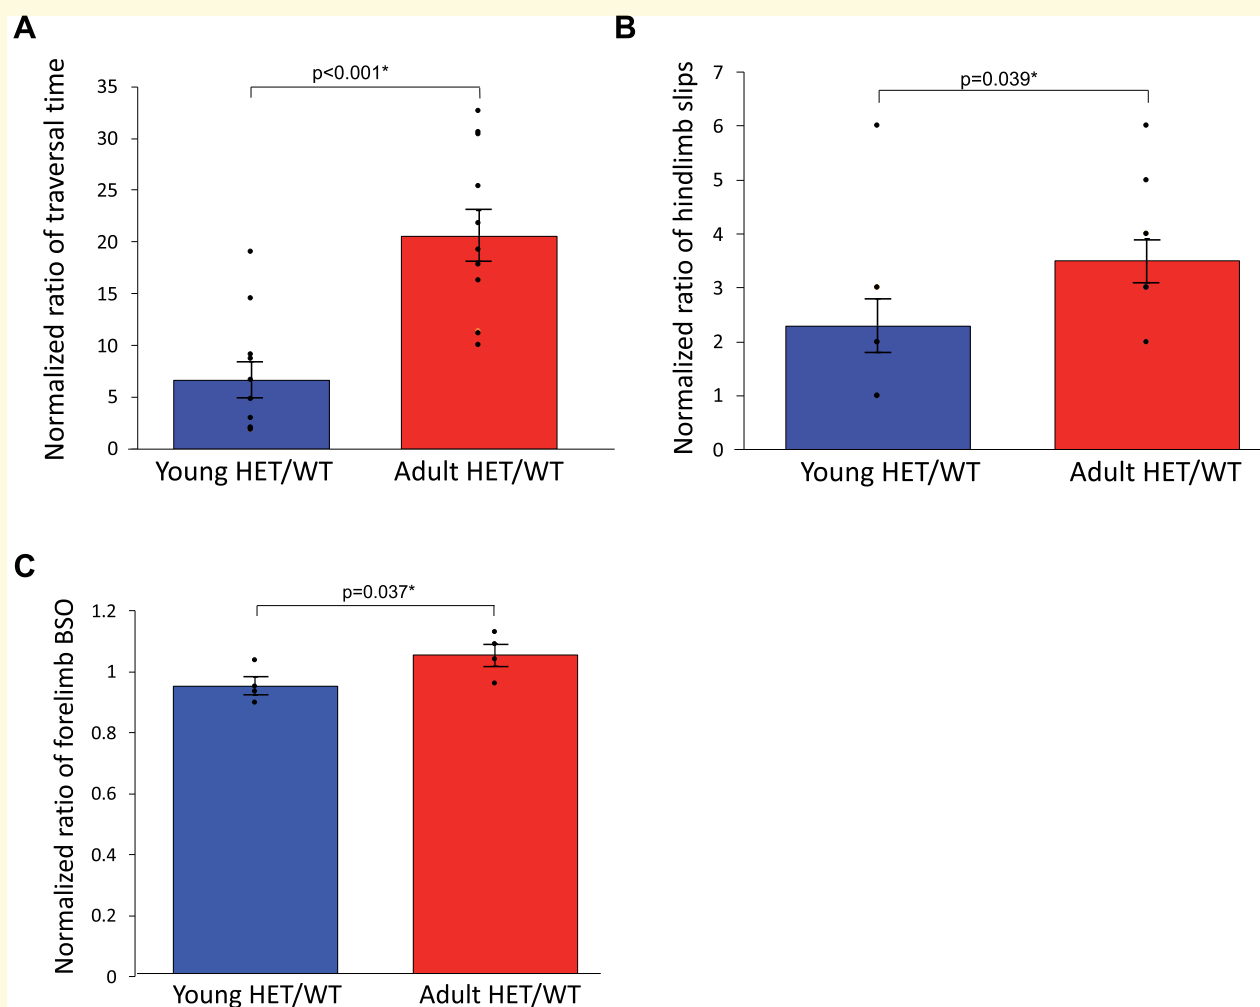 A
p<0.001*
Normalized ratio of traversal time
35
30
25
20
15
10
5
0
Young HET/WT
Adult HET/WT
B
p=0.039*
Normalized ratio of hindlimb slips
7
6
5
4
3
2
1
0
Young HET/WT
Adult HET/WT
C
p=0.037*
Normalized ratio of forelimb BSO
1.2
1
0.8
0.6
0.4
0.2
0
Young HET/WT
Adult HET/WT